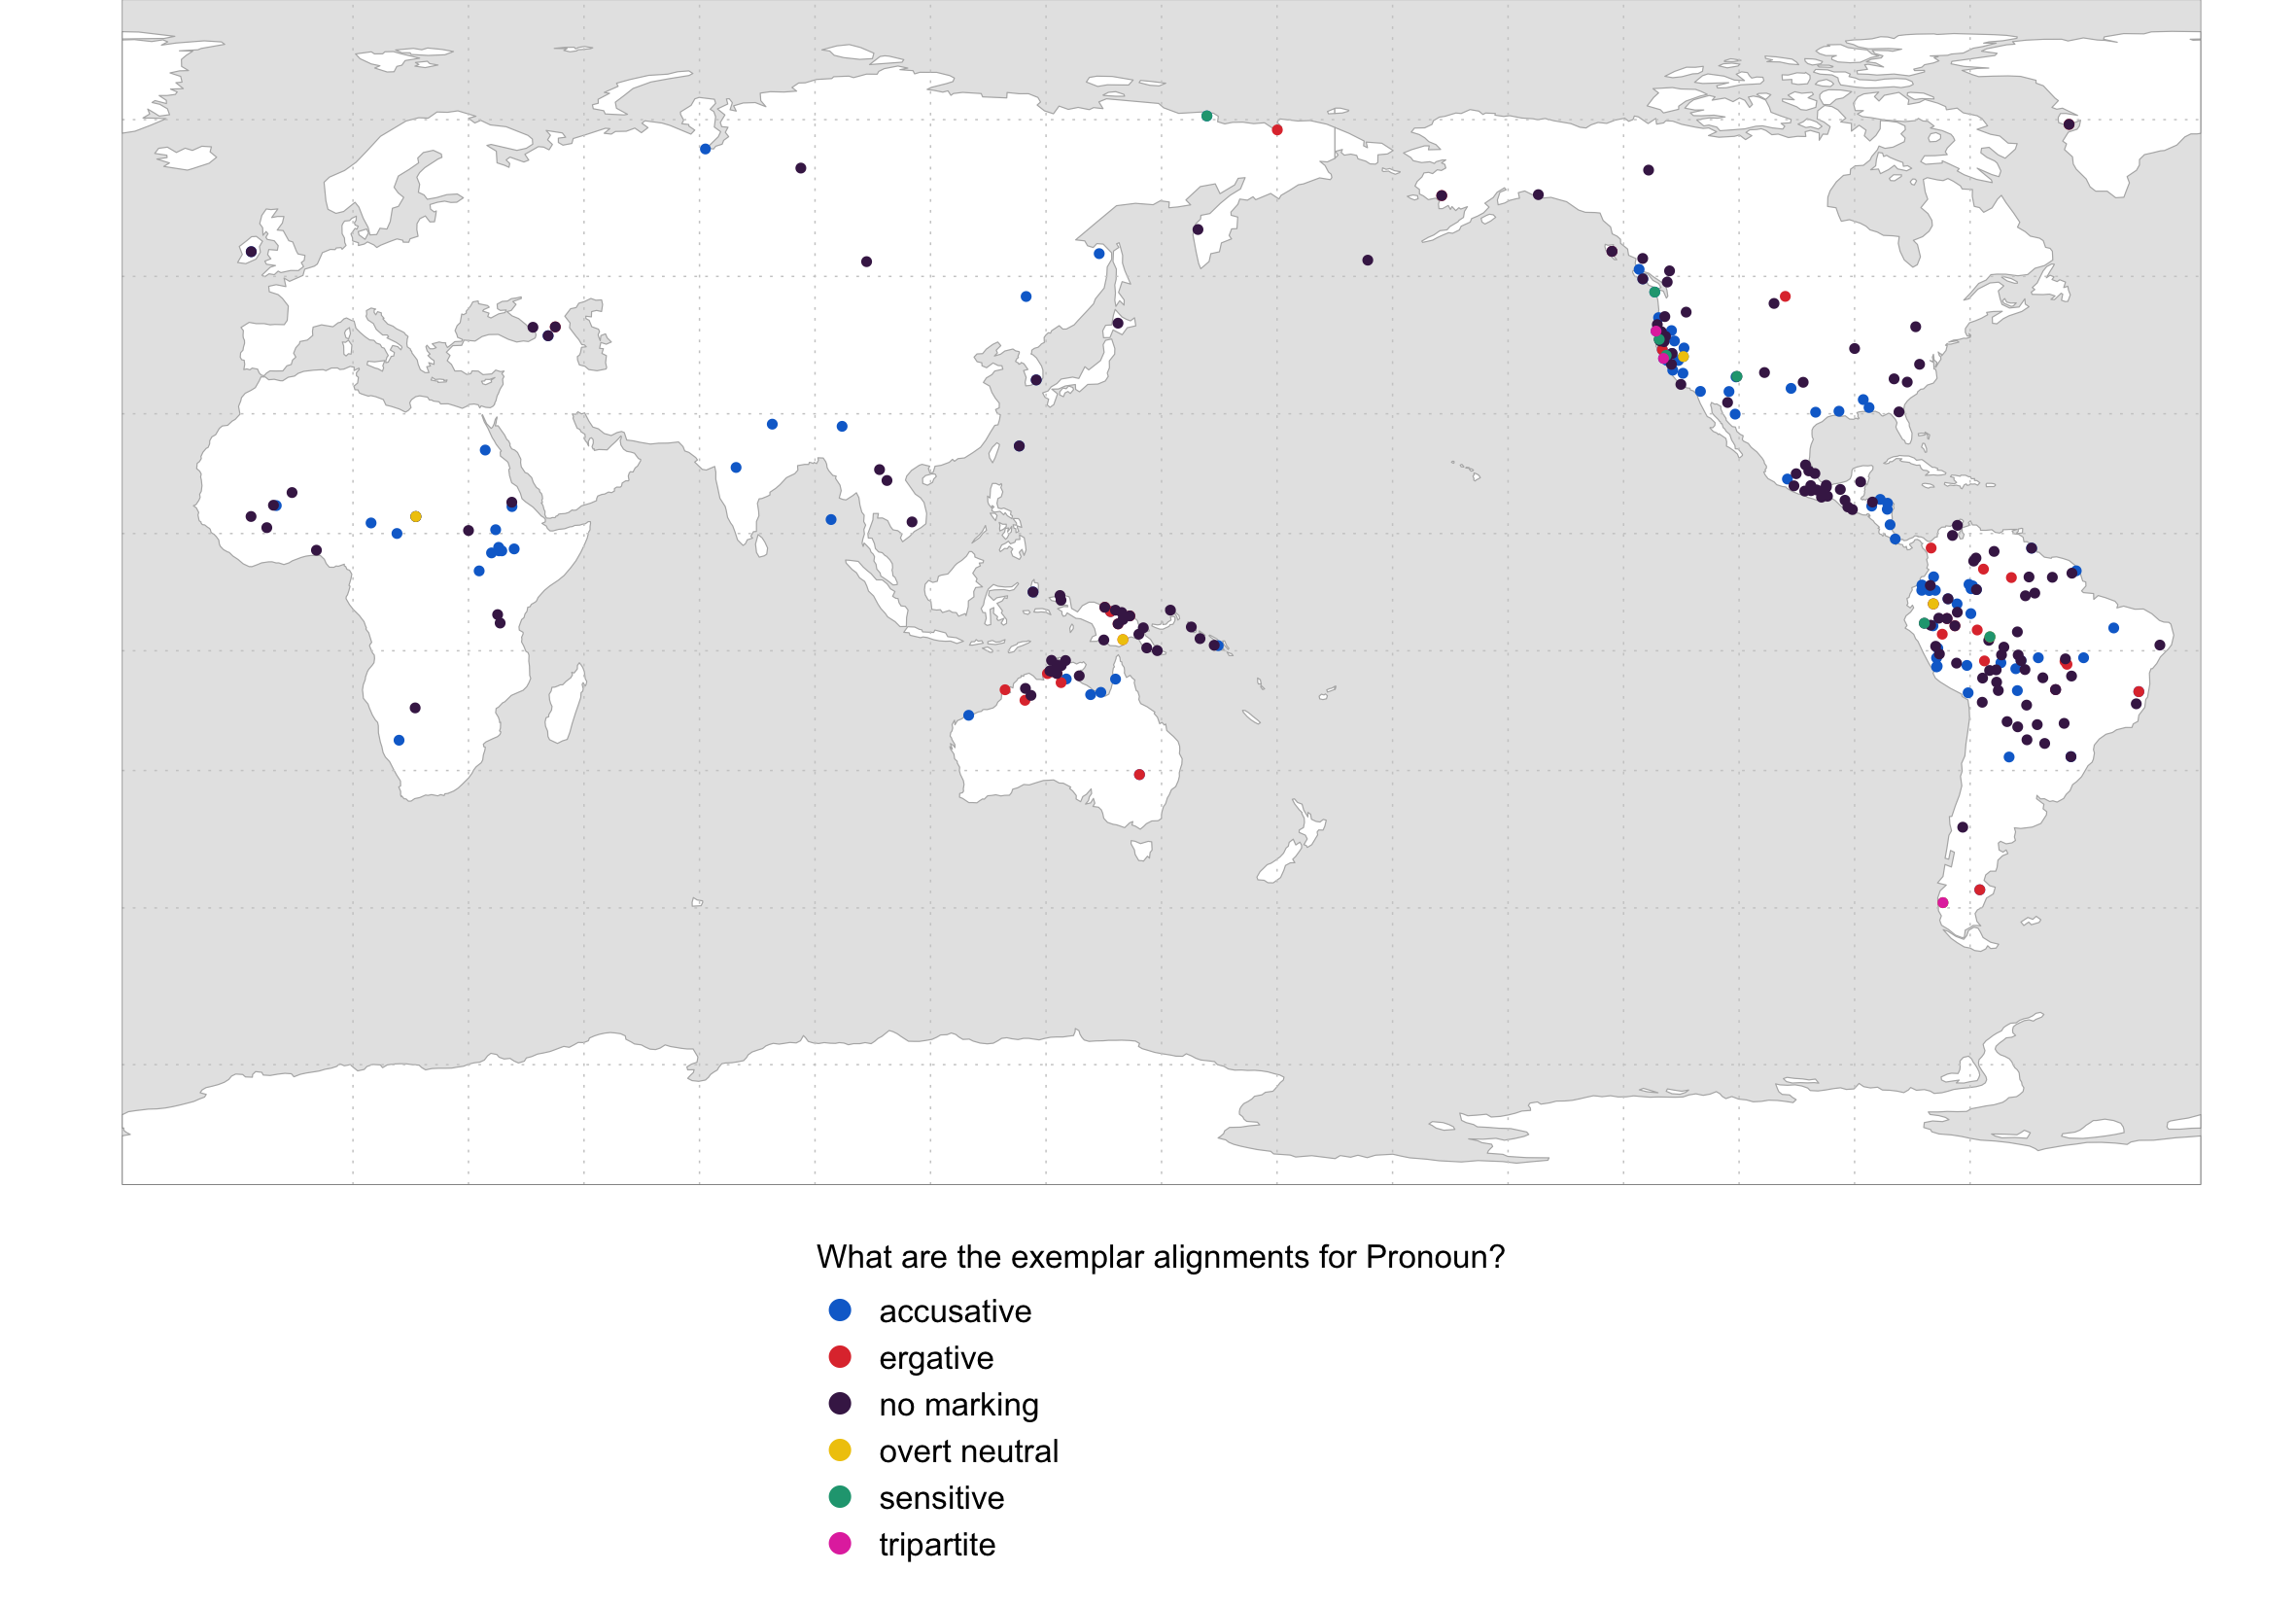 What are the exemplar alignments for Pronoun?
accusative
ergative
no marking
overt neutral
sensitive
tripartite